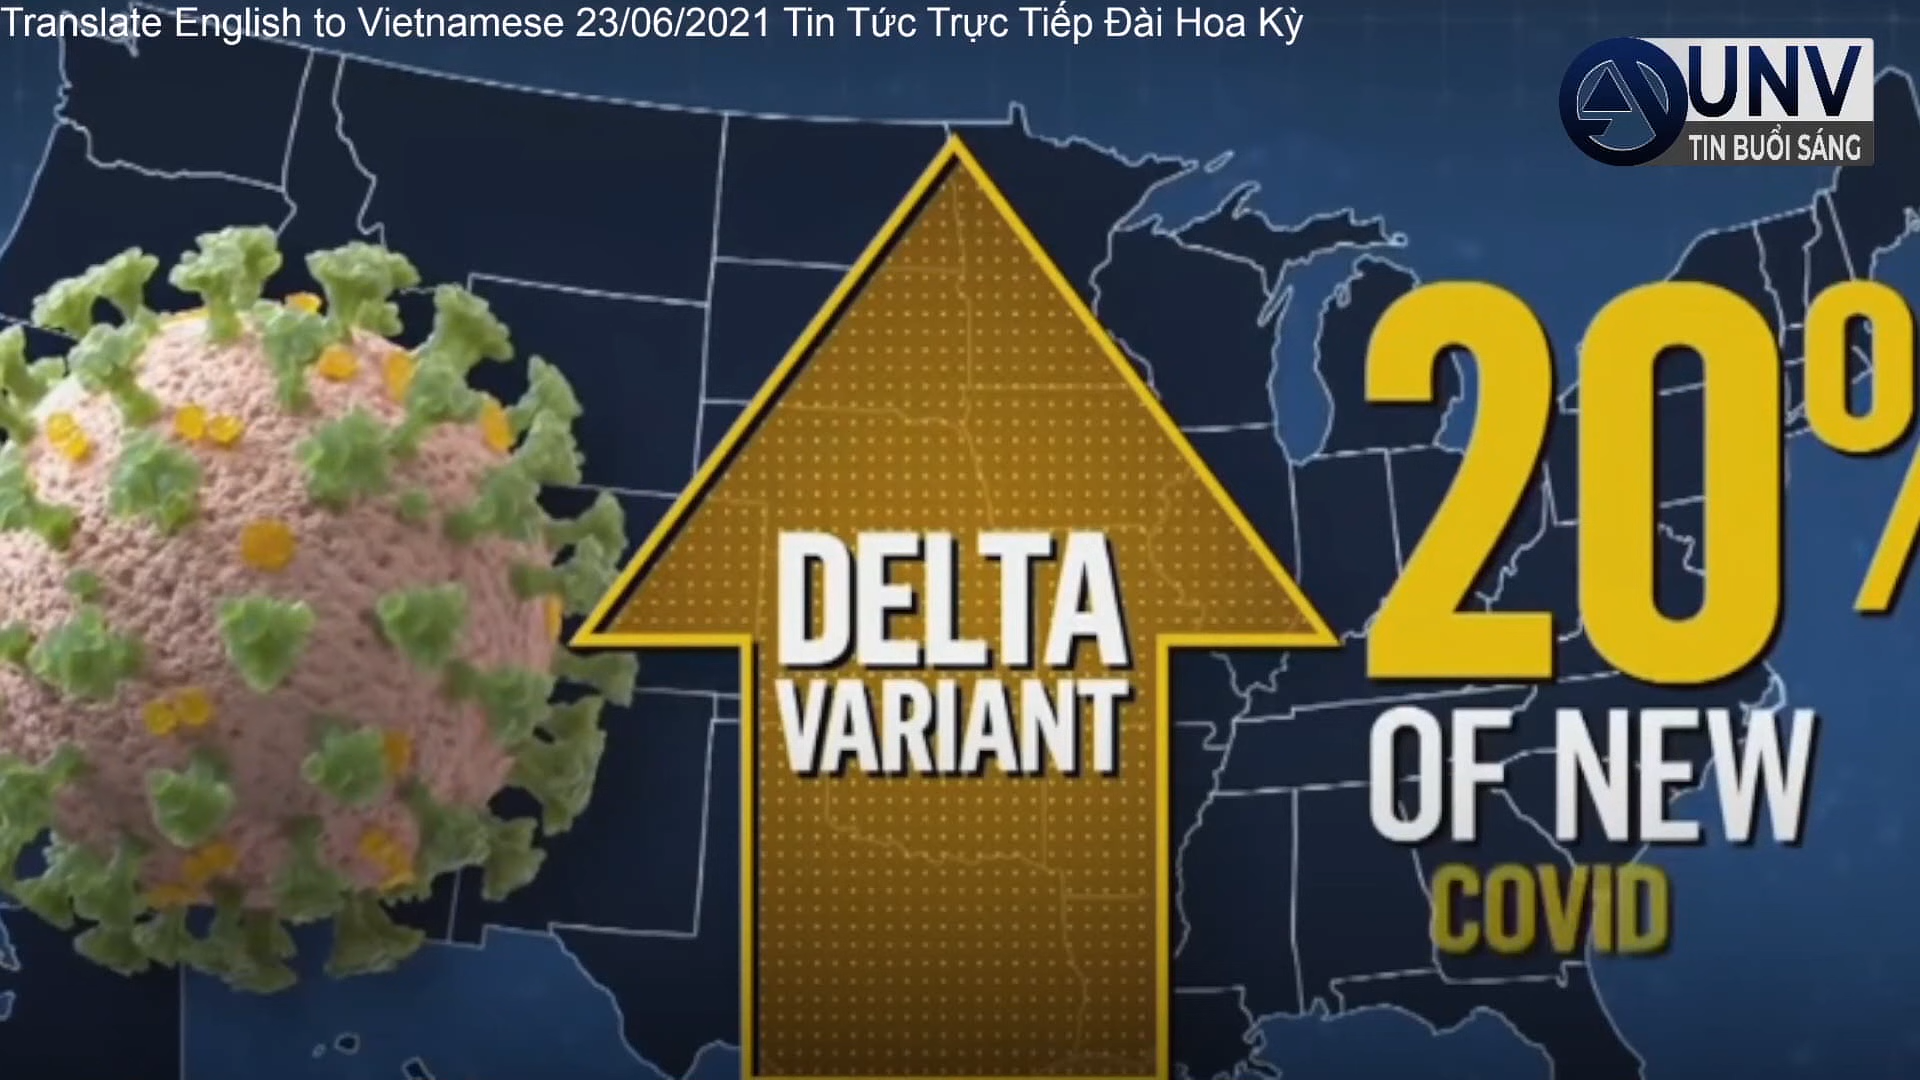 Translate English to Vietnamese 23/06/2021 Tin Tức Trực Tiếp Đài Hoa Kỳ
UNV
TIN BUỔI SÁNG
DELTA
VARIANT
20%
OF NEW
COVID